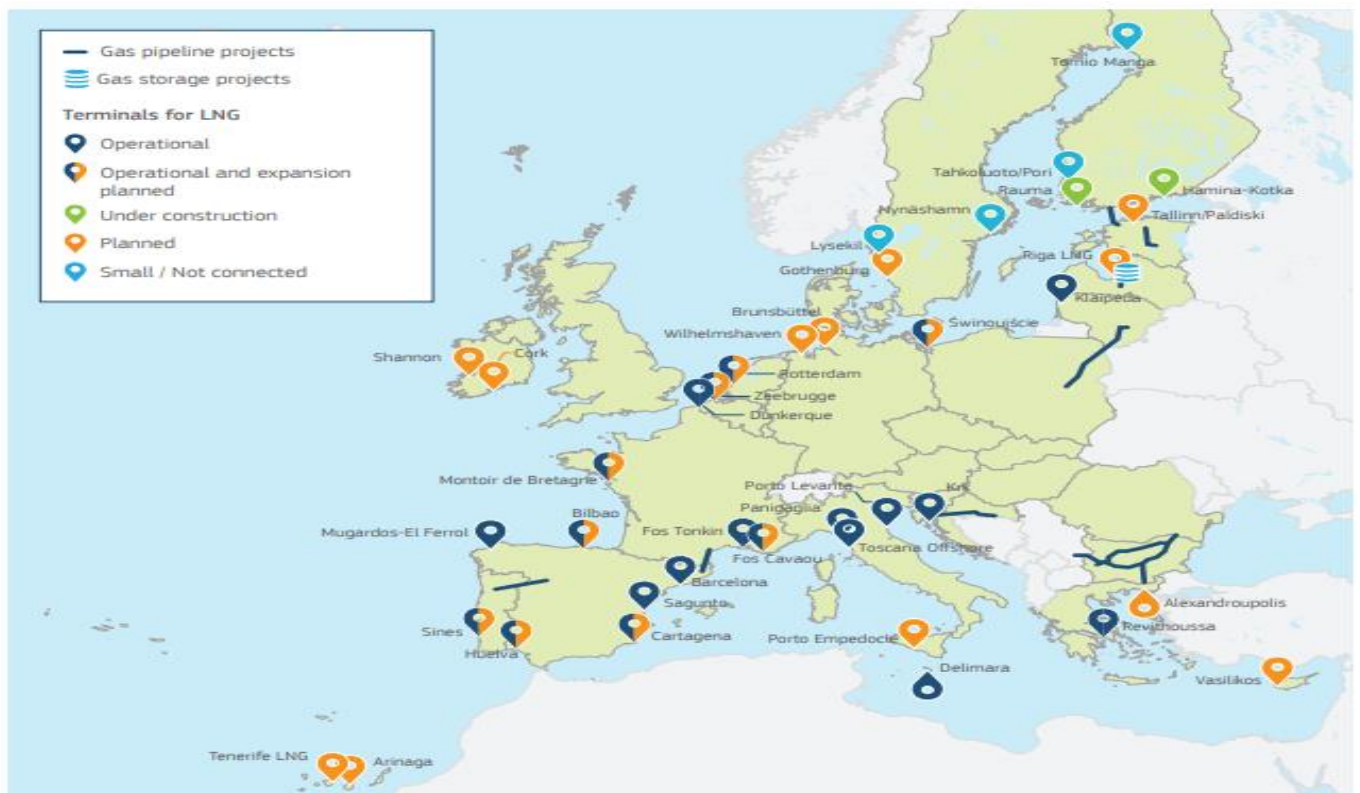 Gas pipeline projects
Gas storage projects
Terminals for LNG
Operational
Operational and expansion
planned
Under construction
Planned
Small / Not connected
Tornio Manga
Tahkoluoto/Pori
Rauma
Hamina-Kotka
Nynäshamn
Tallinn/Paldiski
Lysekil
Riga LNG
Gothenburg
Klaipeda
Brunsbüttel
Świnoujście
Wilhelmshaven
Shannon
Cork
Rotterdam
Zeebrugge
Dunkerque
Montoir de Bretagne
Porto Levante
Krk
Panigaglia
Bilbao
Mugardos-El Ferrol
Fos Tonkin
Toscana Offshore
Fos Cavaou
Barcelona
Sagunto
Alexandroupolis
Sines
Cartagena
Porto Empedocle
Revithoussa
Huelva
Delimara
Vasilikos
Tenerife LNG
Arinaga